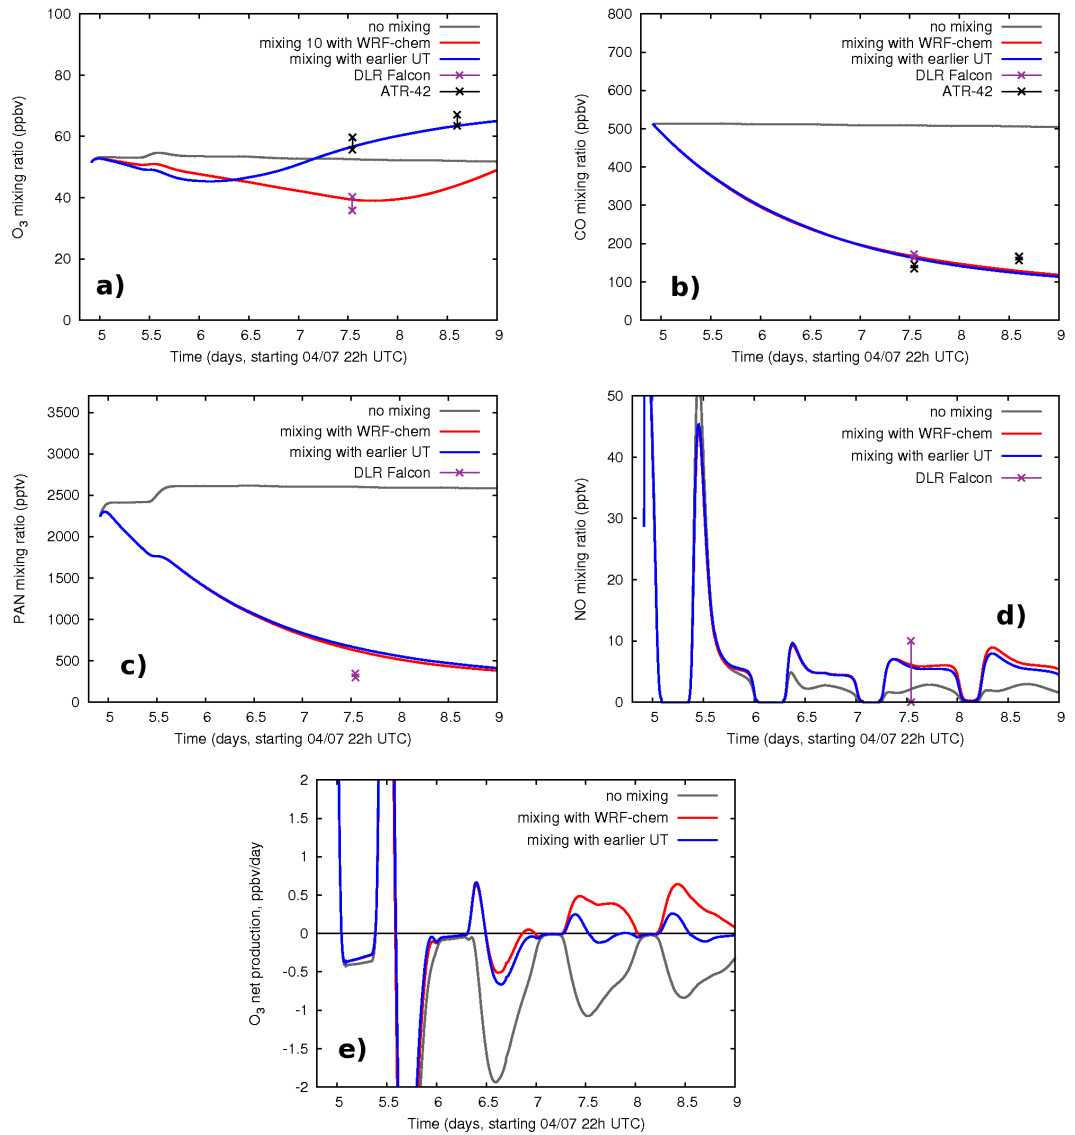 no mixing
mixing 10 with WRF-chem
mixing with earlier UT
DLR Falcon
ATR-42
100
80
60
40
20
0
O3 mixing ratio (ppbv)
a)
5 5.5 6 6.5 7 7.5 8 8.5 9
Time (days, starting 04/07 22h UTC)
no mixing
mixing with WRF-chem
mixing with earlier UT
DLR Falcon
ATR-42
800
700
600
500
400
300
200
100
0
CO mixing ratio (ppbv)
b)
5 5.5 6 6.5 7 7.5 8 8.5 9
Time (days, starting 04/07 22h UTC)
no mixing
mixing with WRF-chem
mixing with earlier UT
DLR Falcon
3500
3000
2500
2000
1500
1000
500
0
PAN mixing ratio (pptv)
c)
5 5.5 6 6.5 7 7.5 8 8.5 9
Time (days, starting 04/07 22h UTC)
no mixing
mixing with WRF-chem
mixing with earlier UT
DLR Falcon
50
40
30
20
10
0
NO mixing ratio (pptv)
d)
5 5.5 6 6.5 7 7.5 8 8.5 9
Time (days, starting 04/07 22h UTC)
no mixing
mixing with WRF-chem
mixing with earlier UT
2
1.5
1
0.5
0
-0.5
-1
-1.5
-2
O3 net production, ppbv/day
e)
5 5.5 6 6.5 7 7.5 8 8.5 9
Time (days, starting 04/07 22h UTC)